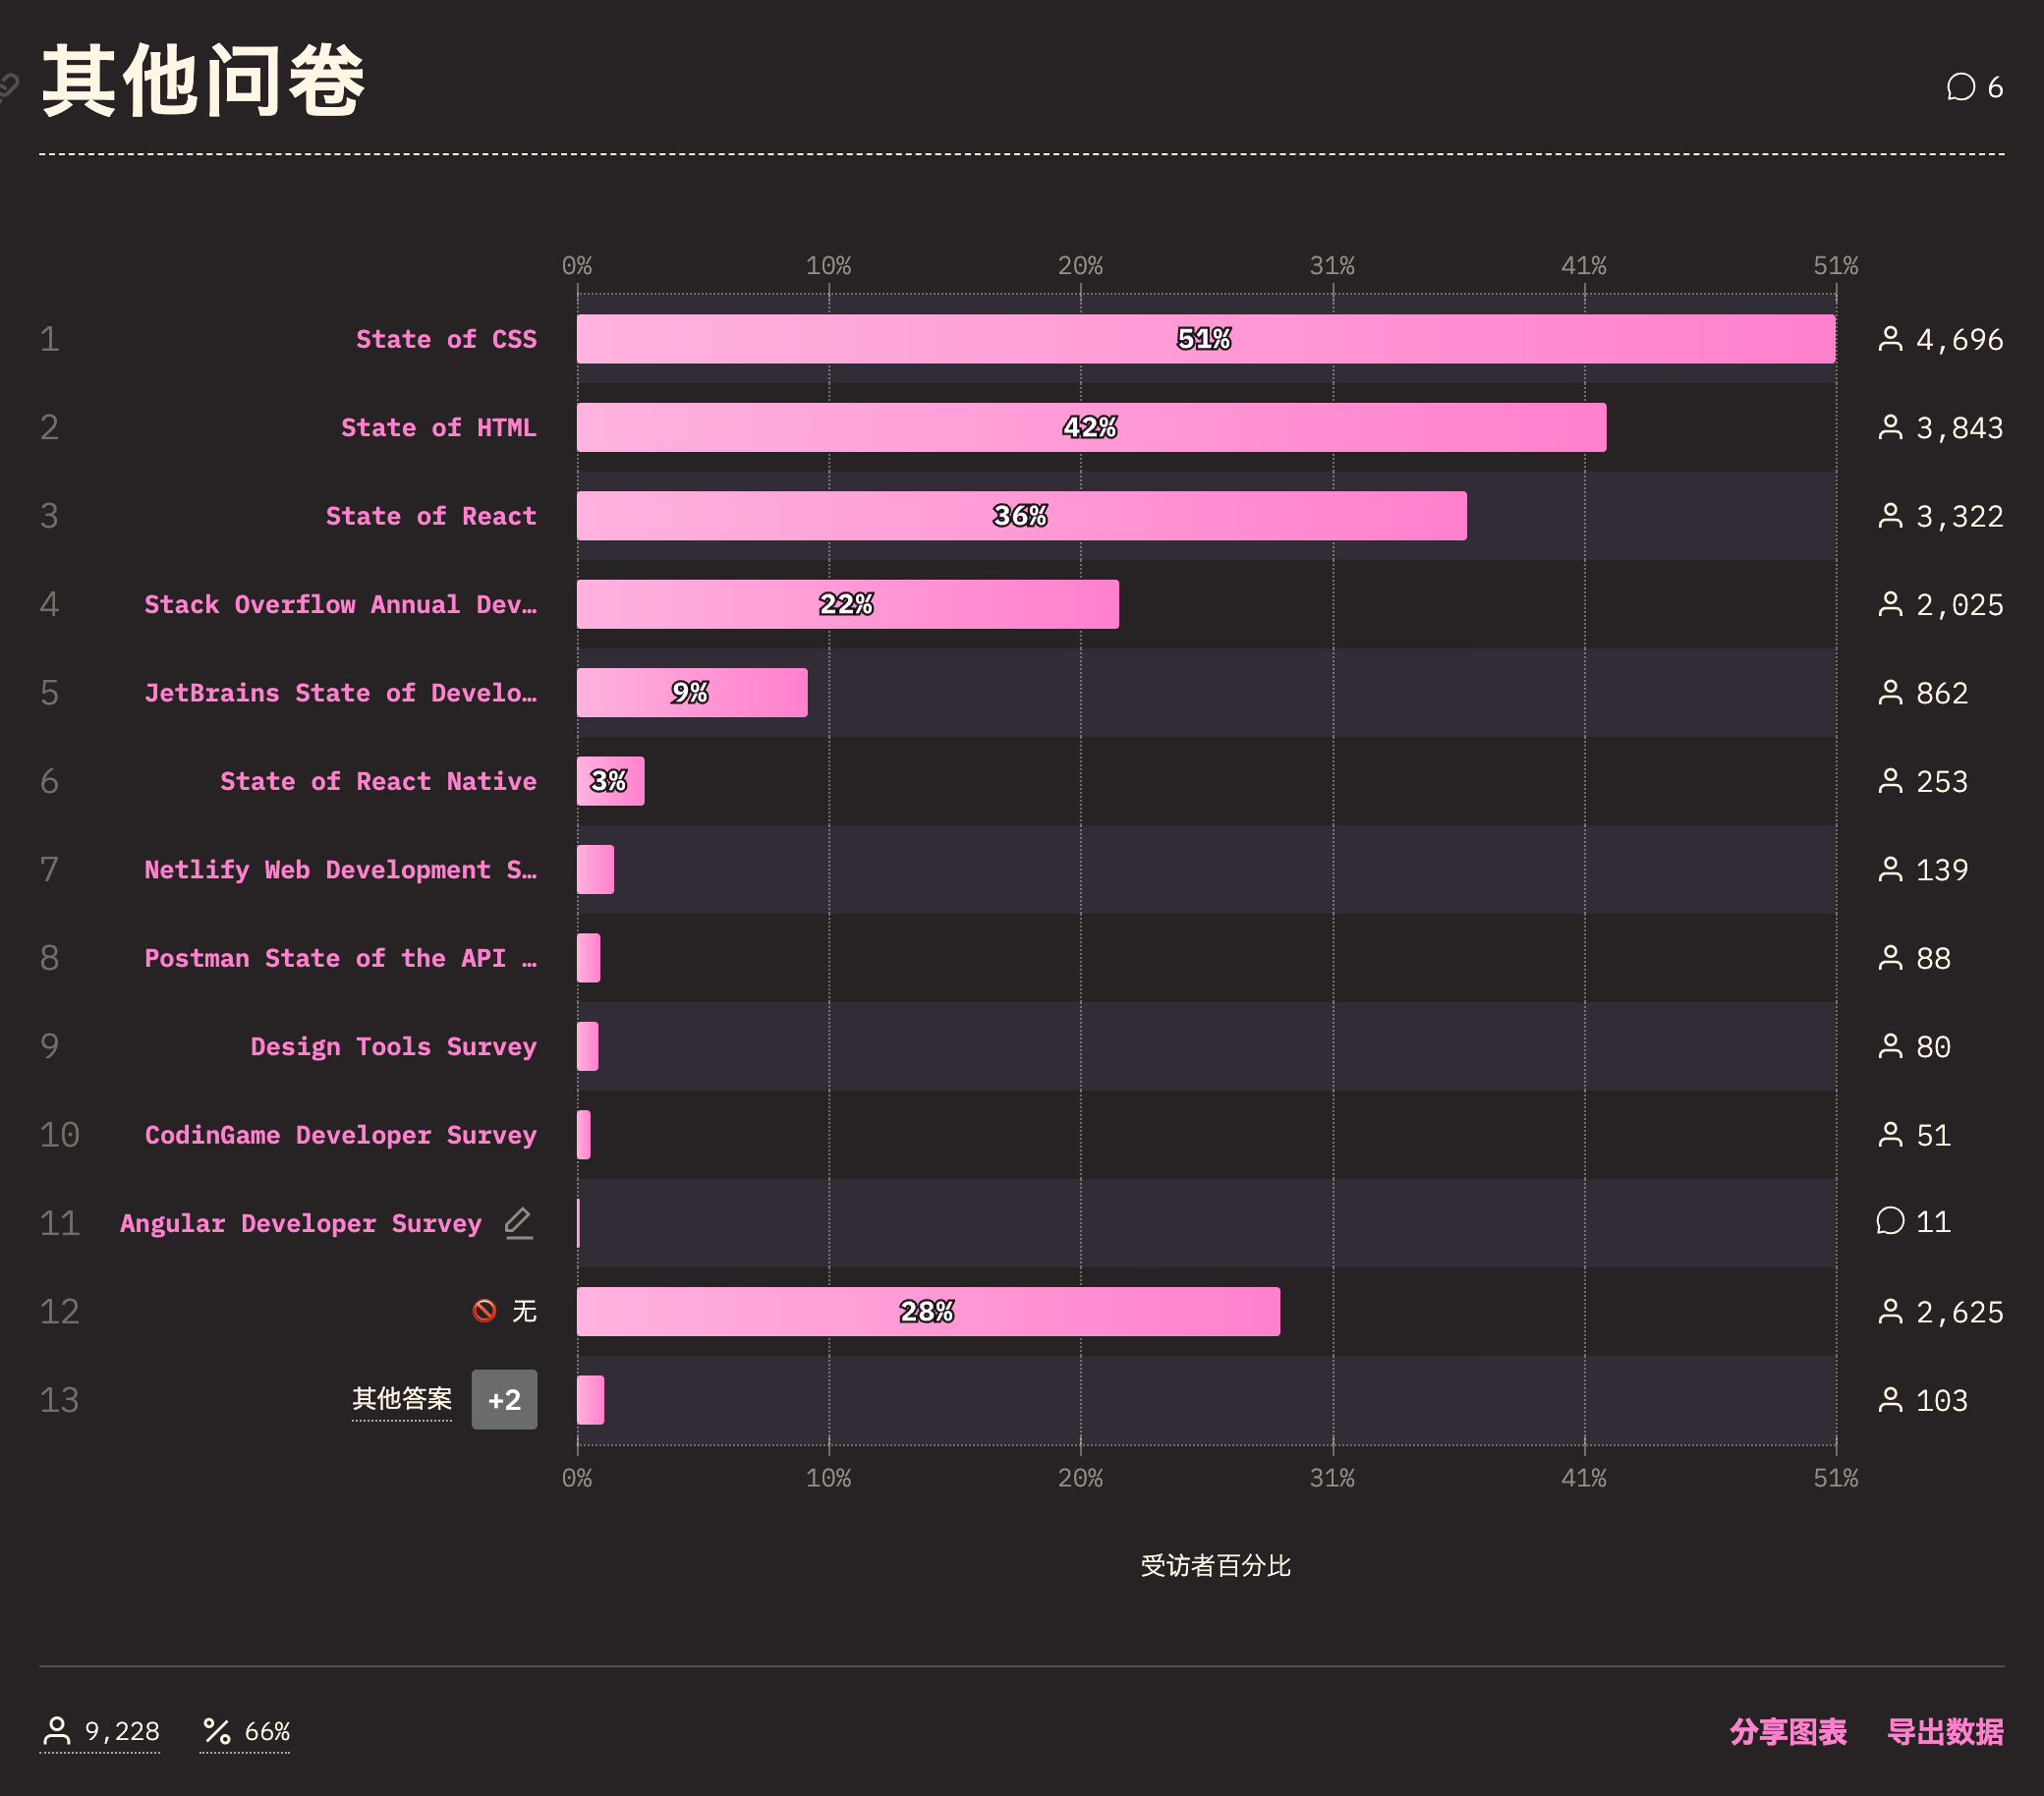 其他问卷
6
0% 10% 20% 31% 41% 51%
1 State of CSS 51% 4,696
2 State of HTML 42% 3,843
3 State of React 36% 3,322
4 Stack Overflow Annual Dev… 22% 2,025
5 JetBrains State of Develo… 9% 862
6 State of React Native 3% 253
7 Netlify Web Development S… 139
8 Postman State of the API … 88
9 Design Tools Survey 80
10 CodinGame Developer Survey 51
11 Angular Developer Survey 11
12 🚫 无 28% 2,625
13 其他答案 +2 103
0% 10% 20% 31% 41% 51%
受访者百分比
9,228 % 66% 分享图表 导出数据